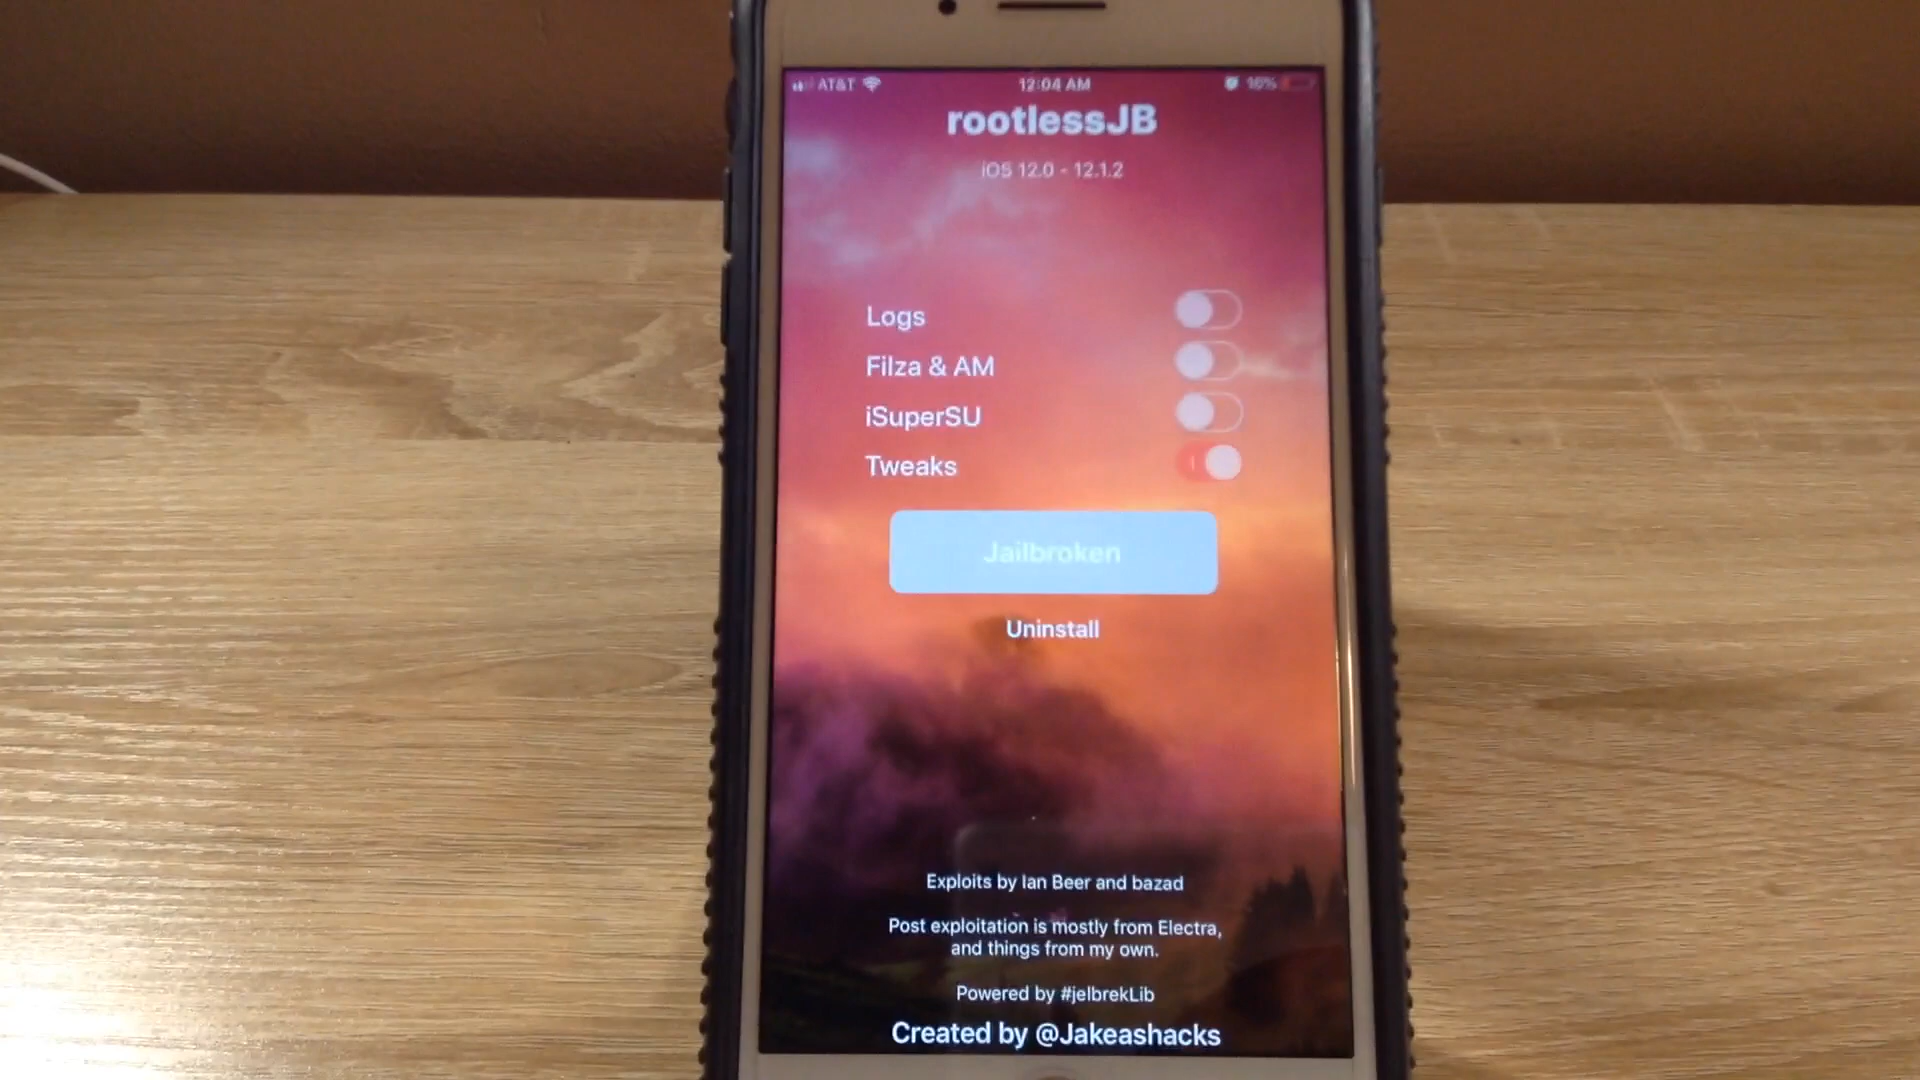 AT&T 12:04 AM 16%
rootlessJB
iOS 12.0 - 12.1.2
Logs
Filza & AM
iSuperSU
Tweaks
Jailbroken
Uninstall
Exploits by Ian Beer and bazad
Post exploitation is mostly from Electra,
and things from my own.
Powered by #jelbrekLib
Created by @Jakeashacks